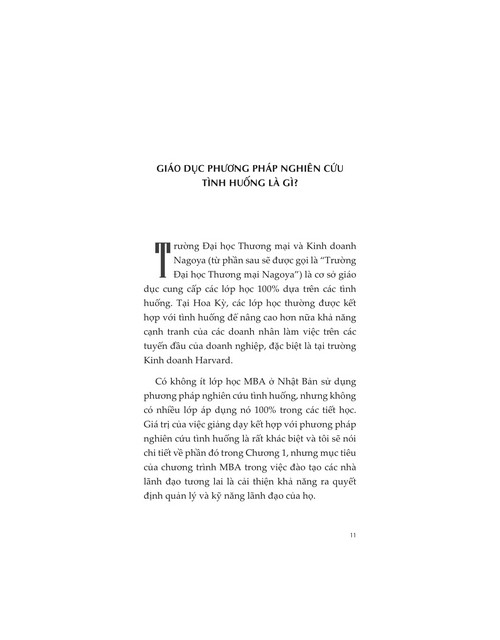 GIÁO DỤC PHƯƠNG PHÁP NGHIÊN CỨU
TÌNH HUỐNG LÀ GÌ?
Trường Đại học Thương mại và Kinh doanh
Nagoya (từ phần sau sẽ được gọi là “Trường
Đại học Thương mại Nagoya”) là cơ sở giáo
dục cung cấp các lớp học 100% dựa trên các tình
huống. Tại Hoa Kỳ, các lớp học thường được kết
hợp với tình huống để nâng cao hơn nữa khả năng
cạnh tranh của các doanh nhân làm việc trên các
tuyến đầu của doanh nghiệp, đặc biệt là tại trường
Kinh doanh Harvard.
Có không ít lớp học MBA ở Nhật Bản sử dụng
phương pháp nghiên cứu tình huống, nhưng không
có nhiều lớp áp dụng nó 100% trong các tiết học.
Giá trị của việc giảng dạy kết hợp với phương pháp
nghiên cứu tình huống là rất khác biệt và tôi sẽ nói
chi tiết về phần đó trong Chương 1, nhưng mục tiêu
của chương trình MBA trong việc đào tạo các nhà
lãnh đạo tương lai là cải thiện khả năng ra quyết
định quản lý và kỹ năng lãnh đạo của họ.
11